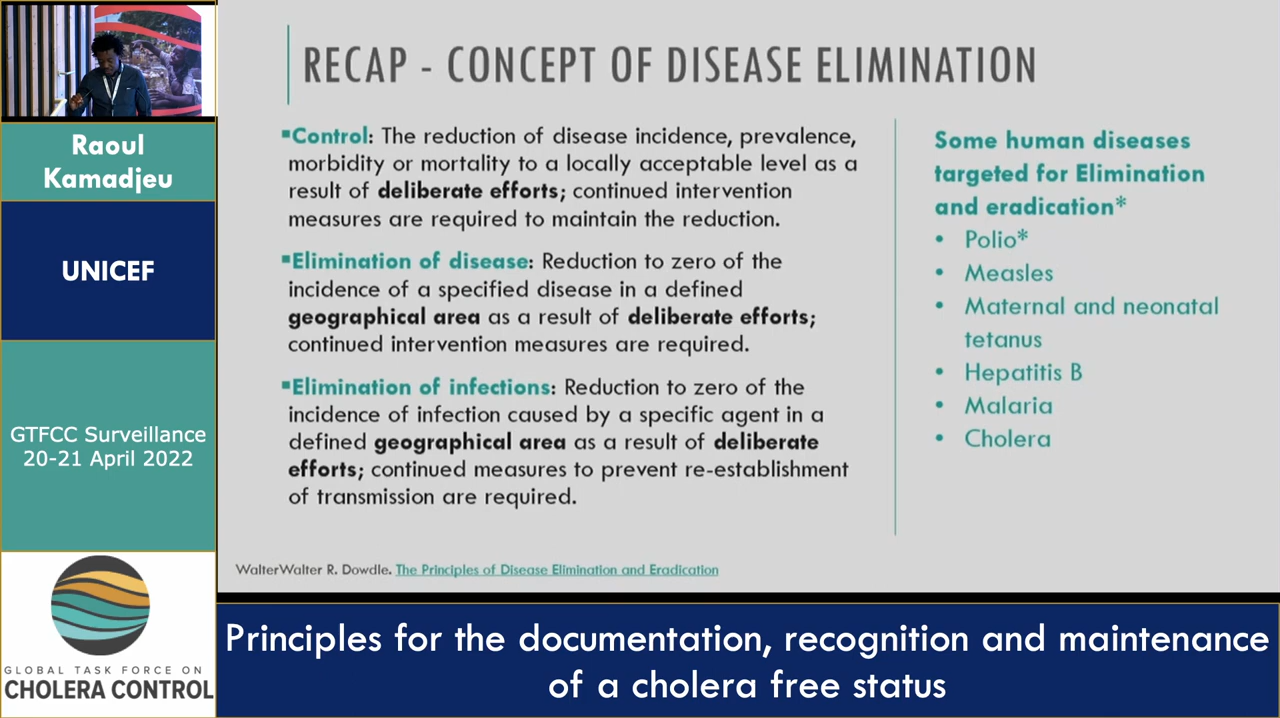 RECAP - CONCEPT OF DISEASE ELIMINATION
▪Control: The reduction of disease incidence, prevalence,
morbidity or mortality to a locally acceptable level as a
result of deliberate efforts; continued intervention
measures are required to maintain the reduction.
▪Elimination of disease: Reduction to zero of the
incidence of a specified disease in a defined
geographical area as a result of deliberate efforts;
continued intervention measures are required.
▪Elimination of infections: Reduction to zero of the
incidence of infection caused by a specific agent in a
defined geographical area as a result of deliberate
efforts; continued measures to prevent re-establishment
of transmission are required.
Some human diseases
targeted for Elimination
and eradication*
• Polio*
• Measles
• Maternal and neonatal
tetanus
• Hepatitis B
• Malaria
• Cholera
WalterWalter R. Dowdle. The Principles of Disease Elimination and Eradication
Raoul
Kamadjeu
UNICEF
GTFCC Surveillance
20-21 April 2022
GLOBAL TASK FORCE ON
CHOLERA CONTROL
Principles for the documentation, recognition and maintenance
of a cholera free status